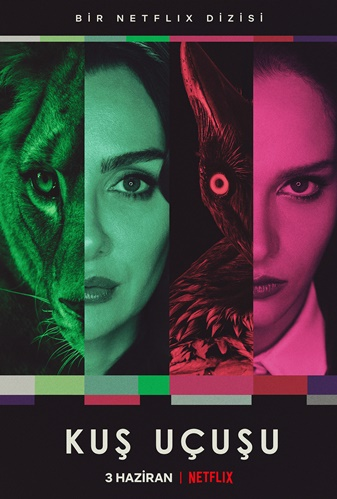 BİR NETFLIX DİZİSİ
KUŞ UÇUŞU
3 HAZİRAN | NETFLIX